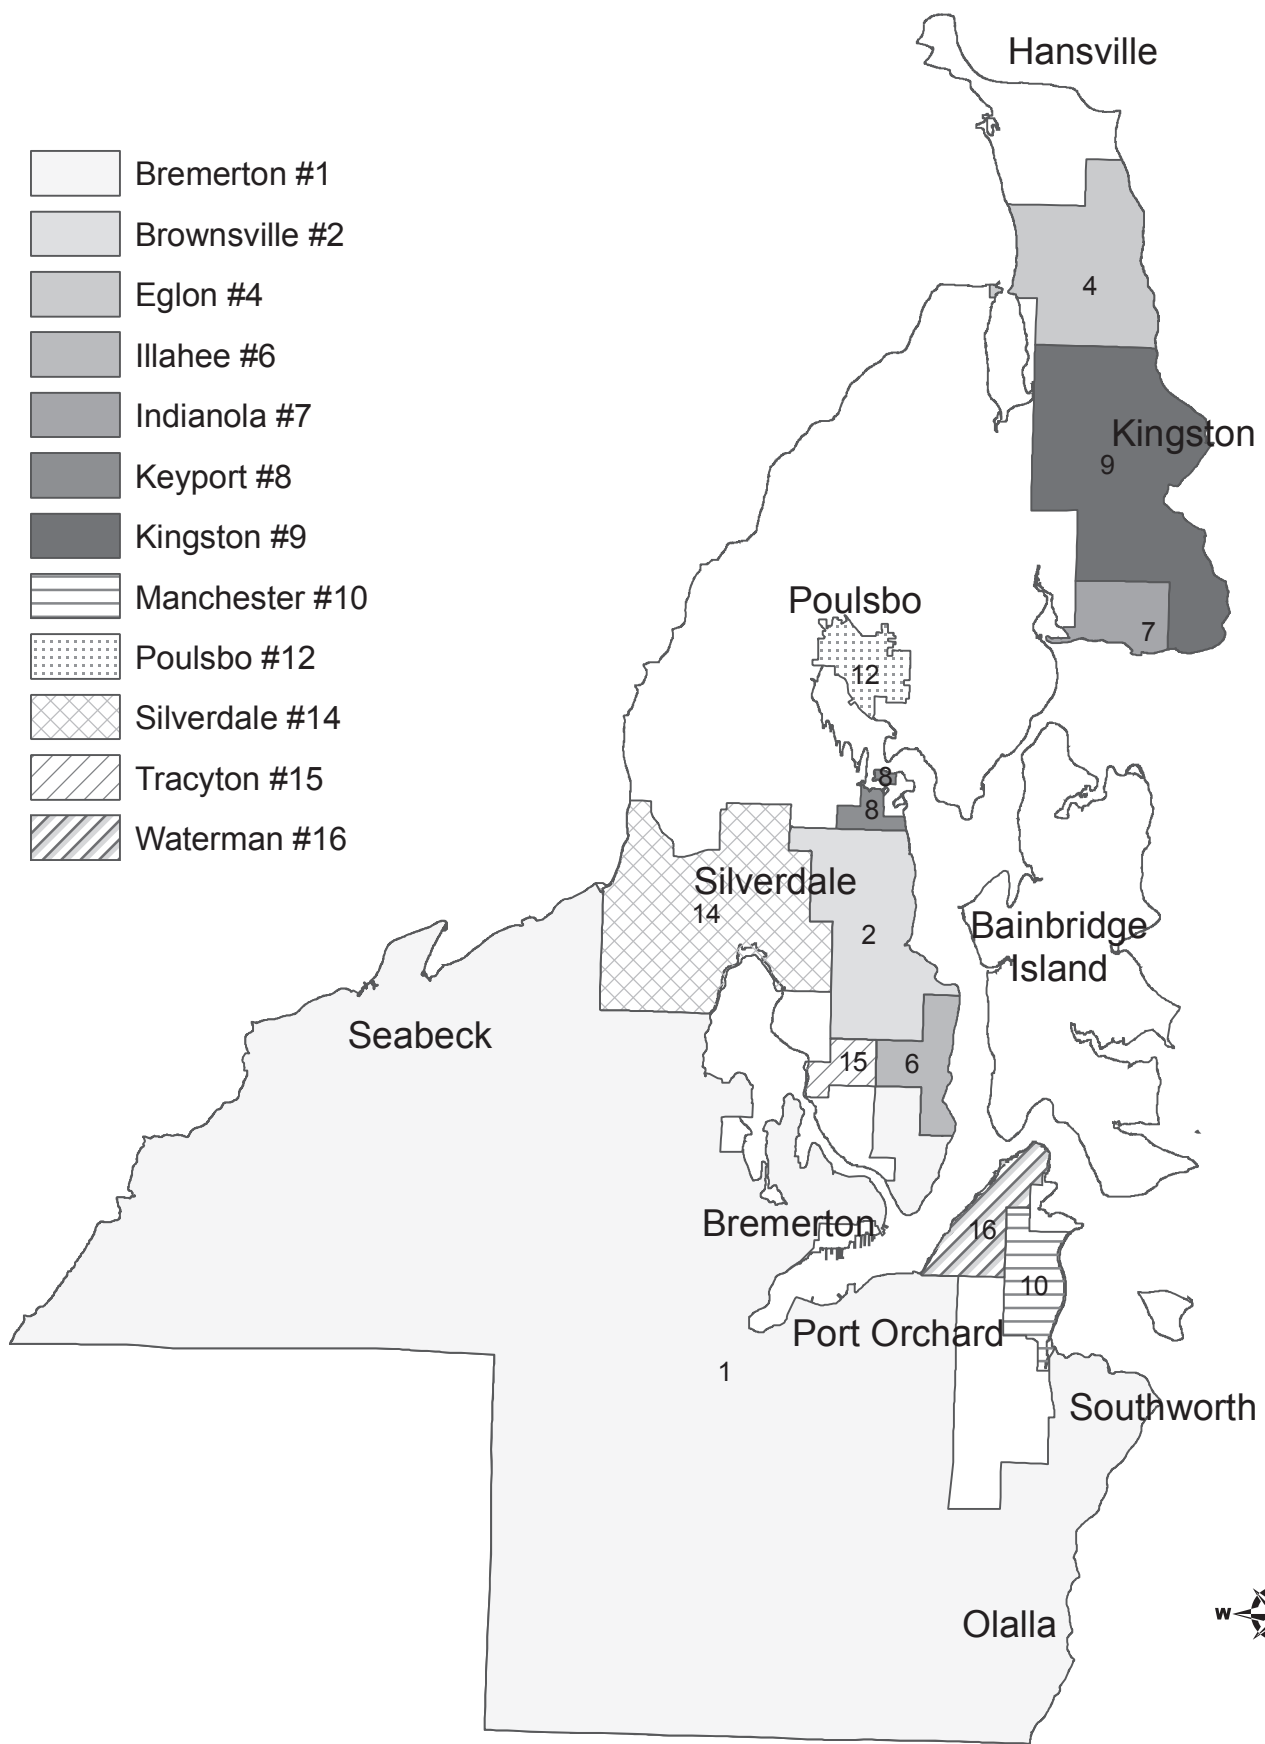 Hansville
Bremerton #1
Brownsville #2
Eglon #4
Illahee #6
Indianola #7
Keyport #8
Kingston #9
Manchester #10
Poulsbo #12
Silverdale #14
Tracyton #15
Waterman #16
4
Kingston
9
Poulsbo
7
12
8
8
Silverdale
14
2
Bainbridge
Island
Seabeck
15
6
Bremerton
16
10
Port Orchard
1
Southworth
Olalla
W